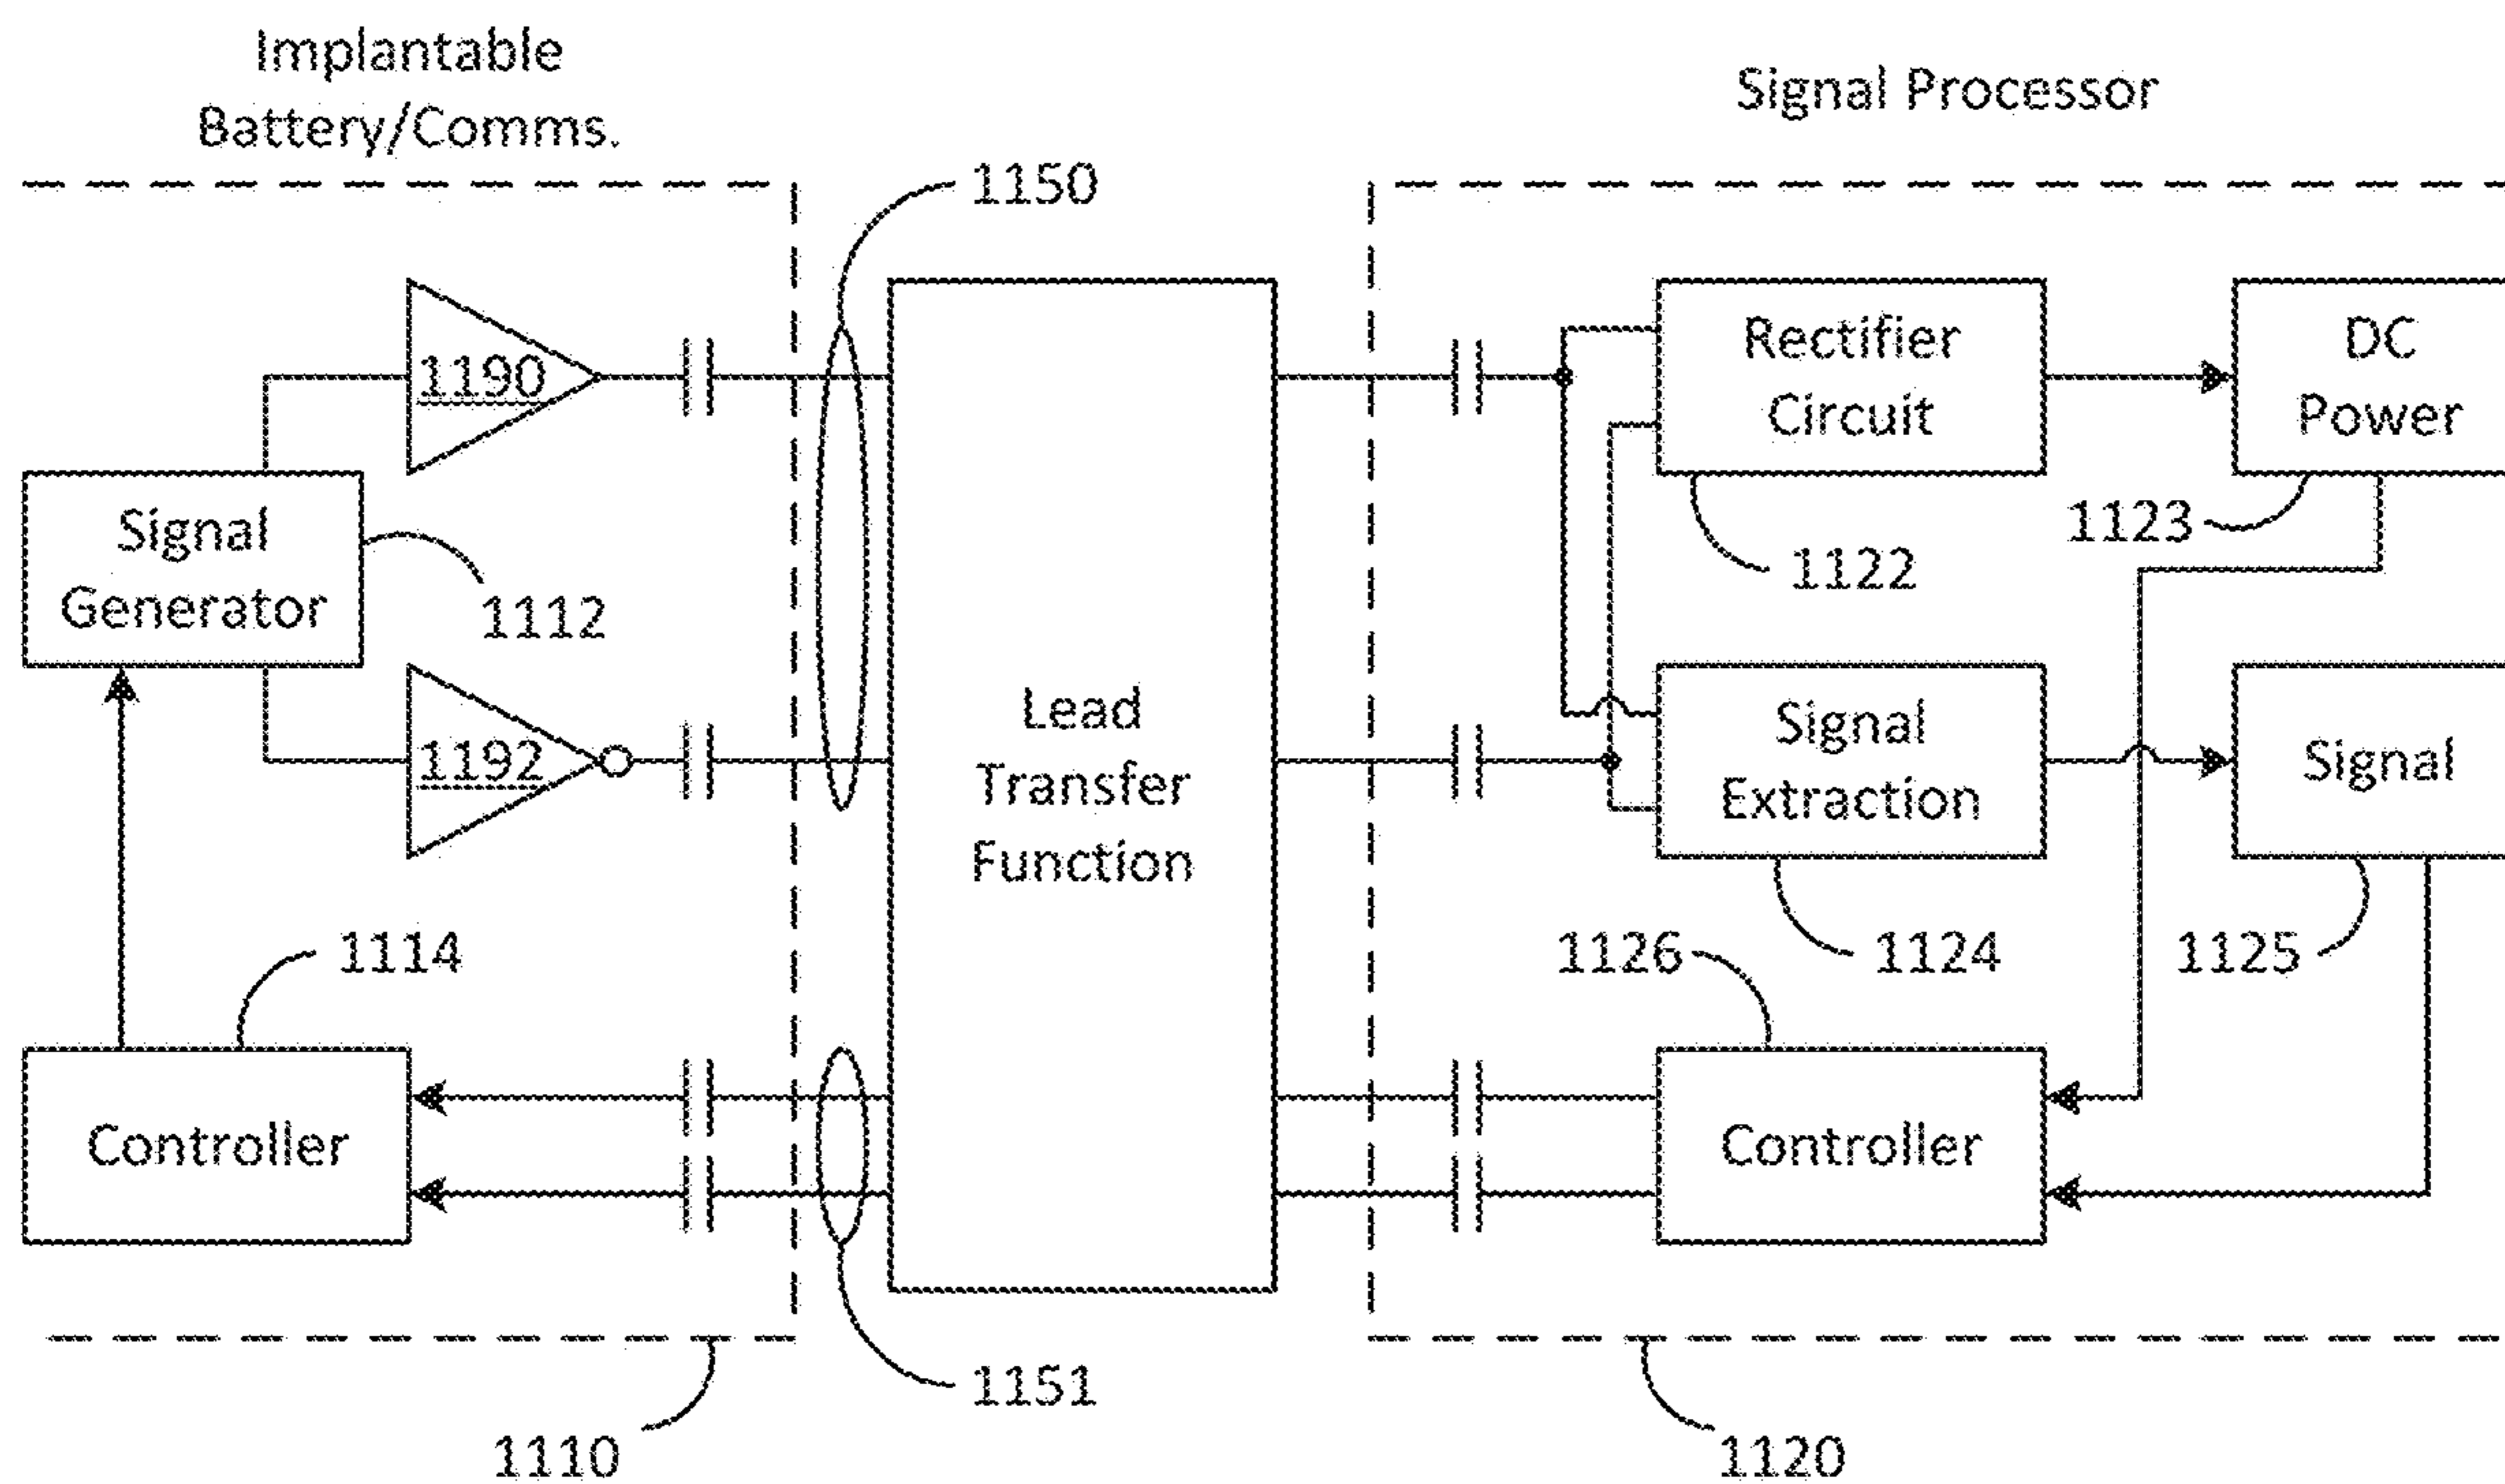 Implantable
Battery/Comms.
Signal Processor
1150
1190
Rectifier
Circuit
DC
Power
Signal
Generator
1112
1123
1122
1192
Lead
Transfer
Function
Signal
Extraction
Signal
1114
1126
1124
1125
Controller
Controller
1151
1110
1120